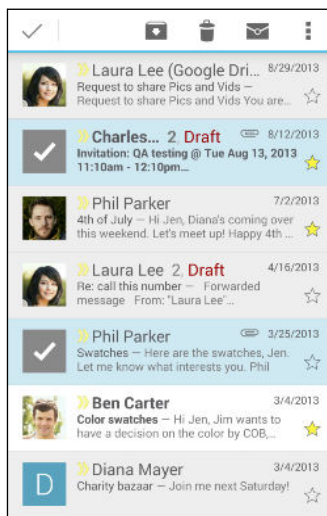 Laura Lee (Google Dri... 8/29/2013
Request to share Pics and Vids –
Request to share Pics and Vids You are...
Charles... 2, Draft 8/12/2013
Invitation: QA testing @ Tue Aug 13, 2013
11:10am - 12:10pm...
Phil Parker 7/2/2013
4th of July – Hi Jen, Diana's coming over
this weekend. Let's meet up! Happy 4th ...
Laura Lee 2, Draft 4/16/2013
Re: call this number – Forwarded
message From: "Laura Lee"...
Phil Parker 3/25/2013
Swatches – Here are the swatches, Jen.
Let me know what interests you. Phil
Ben Carter 3/4/2013
Color swatches – Hi Jen, Jim wants to
have a decision on the color by COB,...
D Diana Mayer 3/4/2013
Charity bazaar – Join me next Saturday!